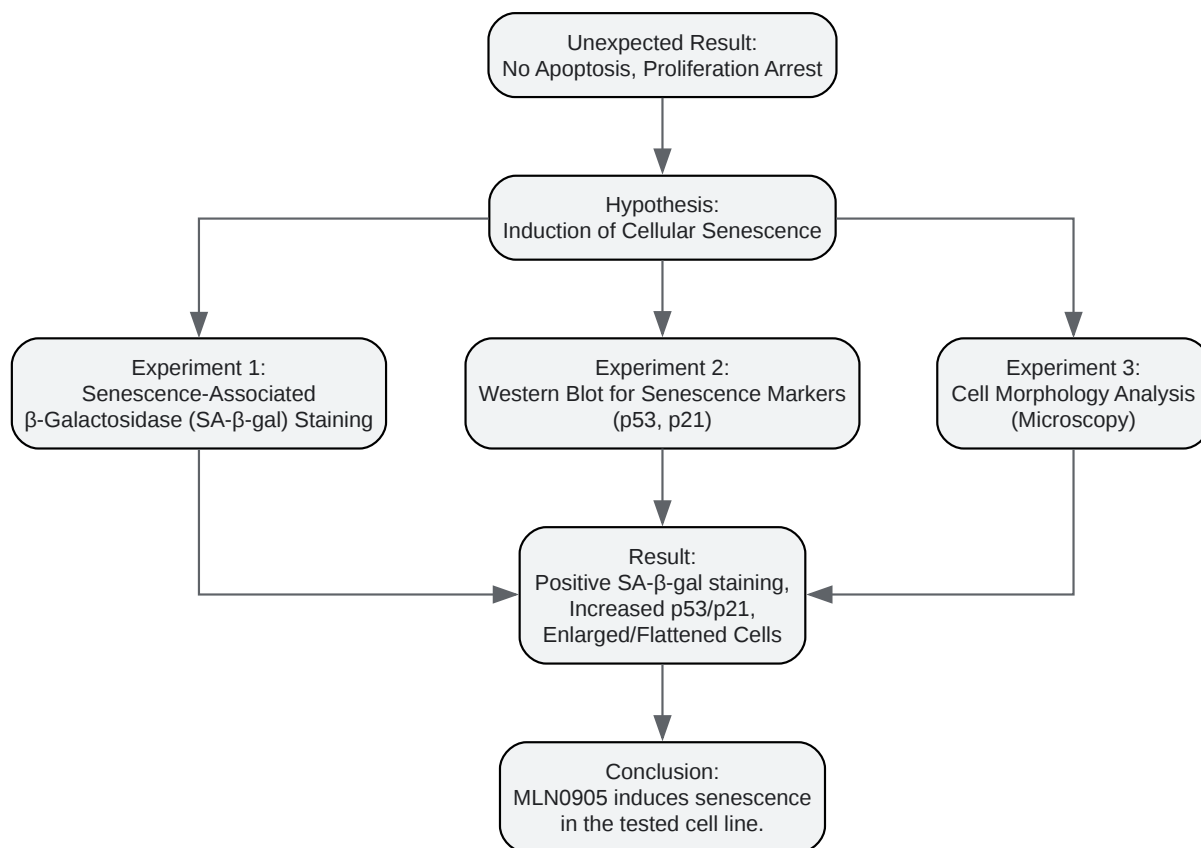 Unexpected Result:
No Apoptosis, Proliferation Arrest
Hypothesis:
Induction of Cellular Senescence
Experiment 1:
Senescence-Associated
β-Galactosidase (SA-β-gal) Staining
Experiment 2:
Western Blot for Senescence Markers
(p53, p21)
Experiment 3:
Cell Morphology Analysis
(Microscopy)
Result:
Positive SA-β-gal staining,
Increased p53/p21,
Enlarged/Flattened Cells
Conclusion:
MLN0905 induces senescence
in the tested cell line.